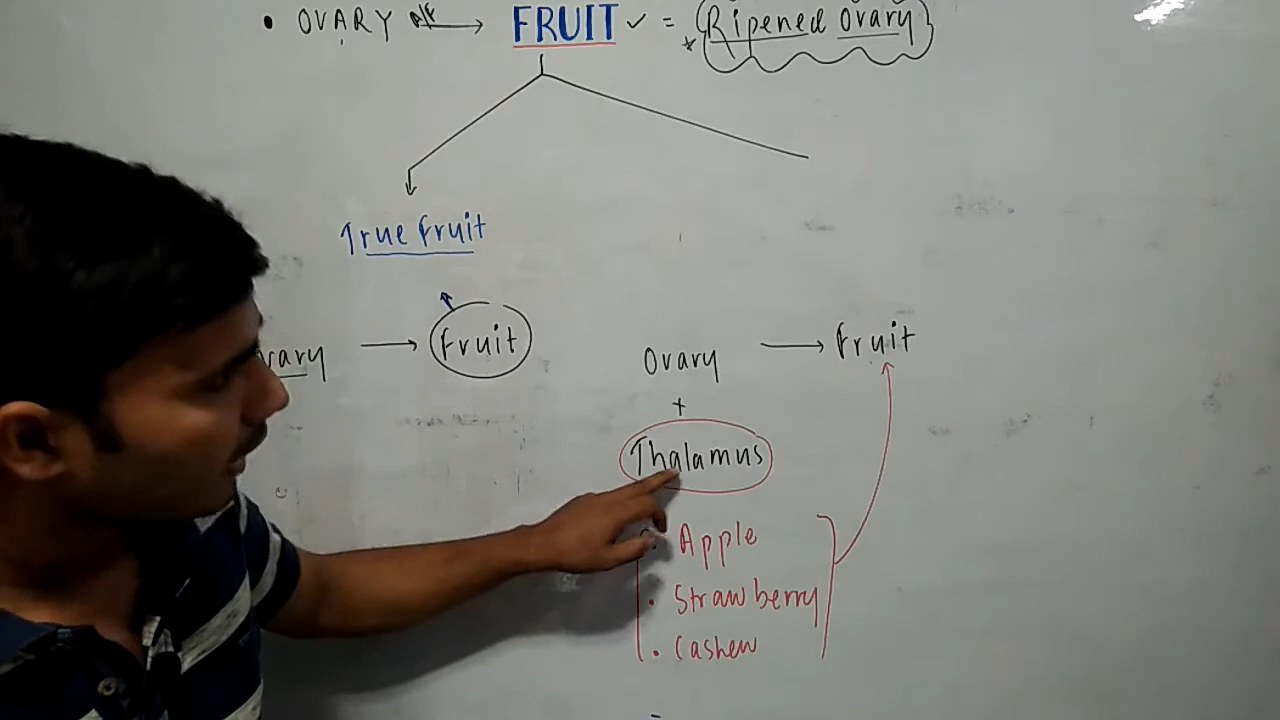 • OVARY A/F → FRUIT ✓ = (Ripened Ovary)
True Fruit
vary → Fruit
Ovary → Fruit
+
Thalamus
• Apple
• Strawberry
• Cashew